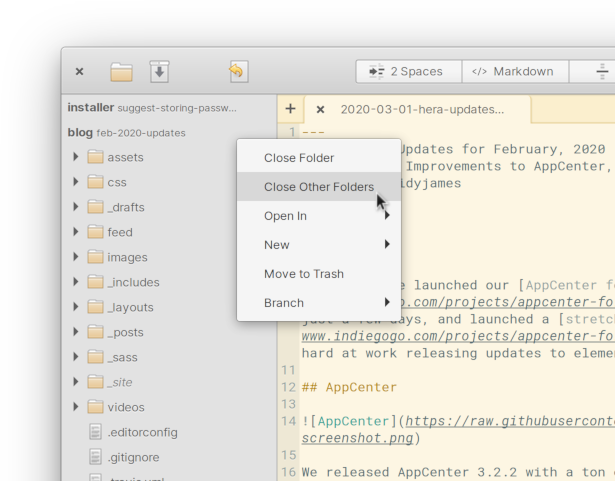 2 Spaces </> Markdown
installer suggest-storing-passw...
blog feb-2020-updates
assets
css
_drafts
feed
images
_includes
_layouts
_posts
_sass
_site
videos
.editorconfig
.gitignore
.travis.yml
Close Folder
Close Other Folders
Open In
New
Move to Trash
Branch
+ × 2020-03-01-hera-updates...
1 ---
Updates for February, 2020
Improvements to AppCenter,
idyjames
e launched our [AppCenter fo
o.com/projects/appcenter-fo
just a few days, and launched a [stretch
www.indiegogo.com/projects/appcenter-fo
hard at work releasing updates to eleme
11
12 ## AppCenter
13
14 ![AppCenter](https://raw.githubuserconte
screenshot.png)
15
16 We released AppCenter 3.2.2 with a ton o